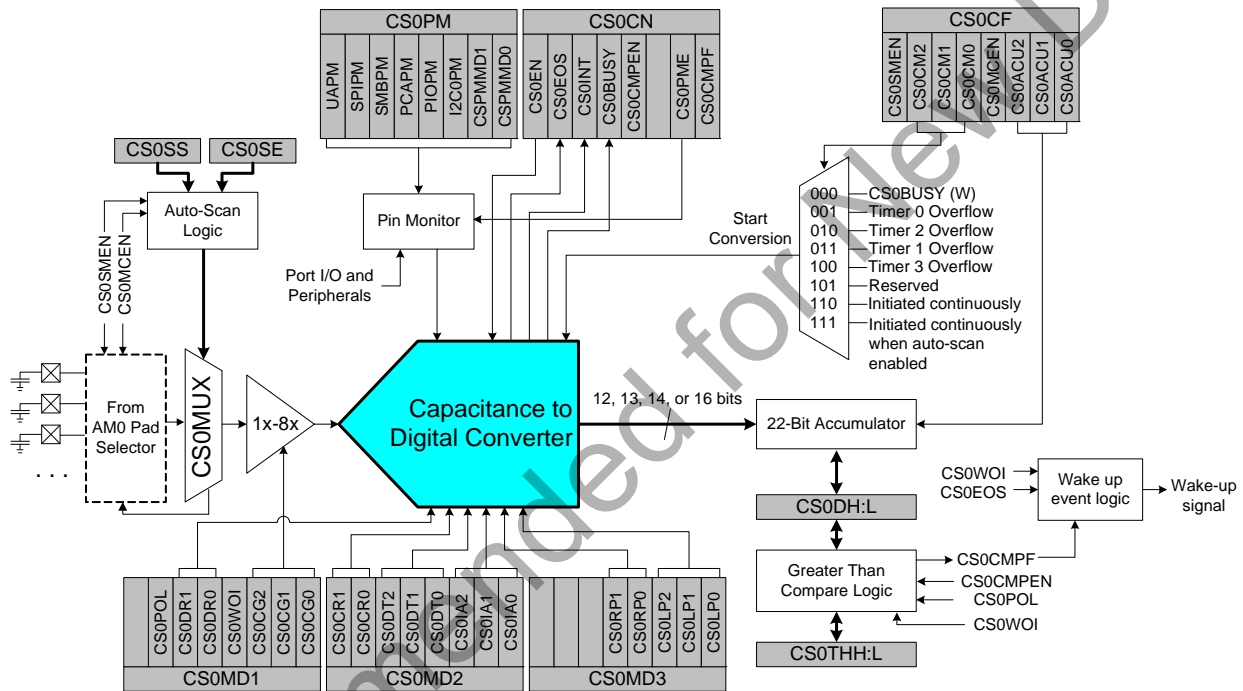 CS0PM
CS0CN
CS0CF
UAPM
SPIPM
SMBPM
PCAPM
PIOPM
I2C0PM
CSPMMD1
CSPMMD0
CS0EN
CS0EOS
CS0INT
CS0BUSY
CS0CMPEN
CS0PME
CS0CMPF
CS0SMEN
CS0CM2
CS0CM1
CS0CM0
CS0MCEN
CS0ACU2
CS0ACU1
CS0ACU0
CS0SS
CS0SE
Auto-Scan
Logic
Pin Monitor
Port I/O and
Peripherals
CS0SMEN
CS0MCEN
Start
Conversion
000
CS0BUSY (W)
001
Timer 0 Overflow
010
Timer 2 Overflow
011
Timer 1 Overflow
100
Timer 3 Overflow
101
Reserved
110
Initiated continuously
111
Initiated continuously
when auto-scan
enabled
From
AM0 Pad
Selector
. . .
CS0MUX
1x-8x
Capacitance to
Digital Converter
12, 13, 14, or 16 bits
22-Bit Accumulator
CS0DH:L
Greater Than
Compare Logic
CS0THH:L
CS0WOI
CS0EOS
Wake up
event logic
Wake-up
signal
CS0CMPF
CS0CMPEN
CS0POL
CS0WOI
CS0POL
CS0DR1
CS0DR0
CS0WOI
CS0CG2
CS0CG1
CS0CG0
CS0MD1
CS0CR1
CS0CR0
CS0DT2
CS0DT1
CS0DT0
CS0IA2
CS0IA1
CS0IA0
CS0MD2
CS0RP1
CS0RP0
CS0LP2
CS0LP1
CS0LP0
CS0MD3
mended for New D